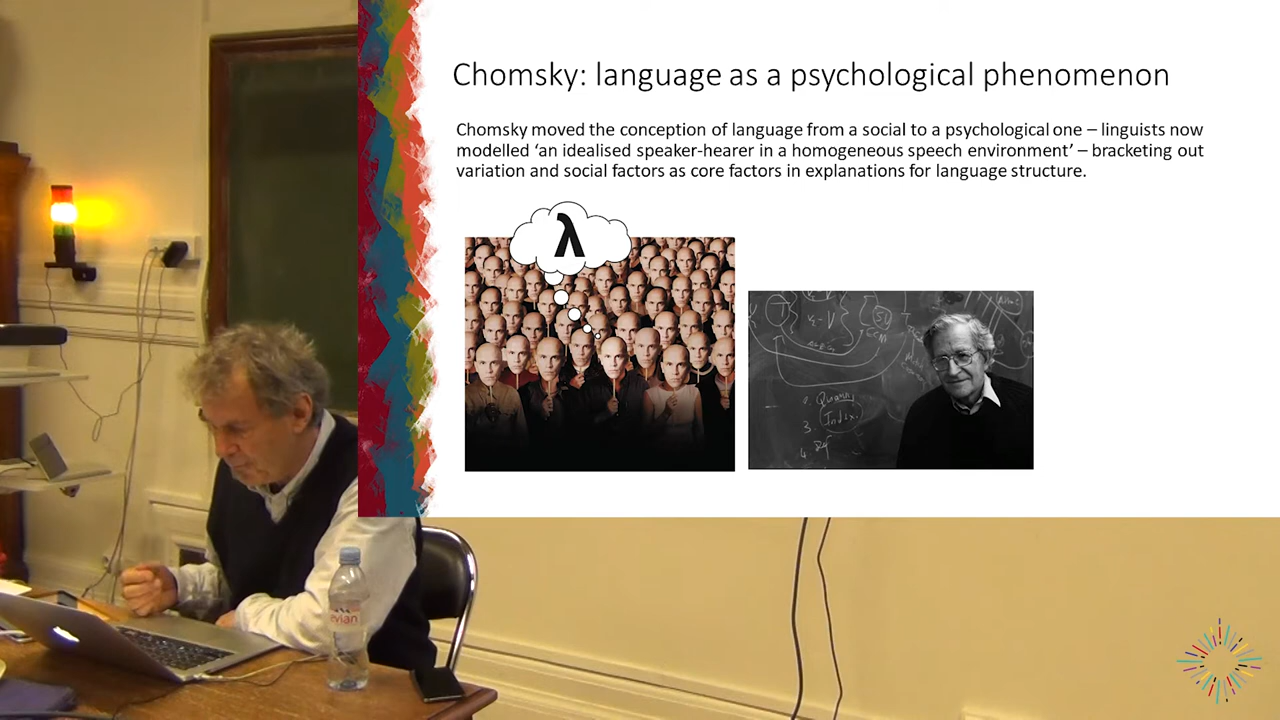 Chomsky: language as a psychological phenomenon
Chomsky moved the conception of language from a social to a psychological one – linguists now
modelled ‘an idealised speaker-hearer in a homogeneous speech environment’ – bracketing out
variation and social factors as core factors in explanations for language structure.
λ
evian